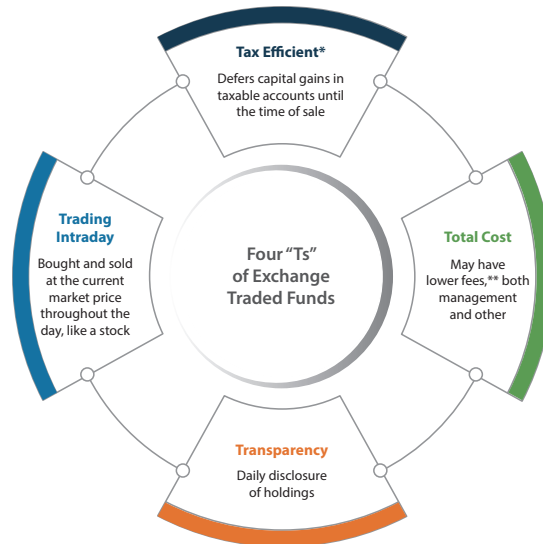 Tax Efficient*
Defers capital gains in
taxable accounts until
the time of sale
Trading
Intraday
Bought and sold
at the current
market price
throughout the
day, like a stock
Four “Ts”
of Exchange
Traded Funds
Total Cost
May have
lower fees,** both
management
and other
Transparency
Daily disclosure
of holdings